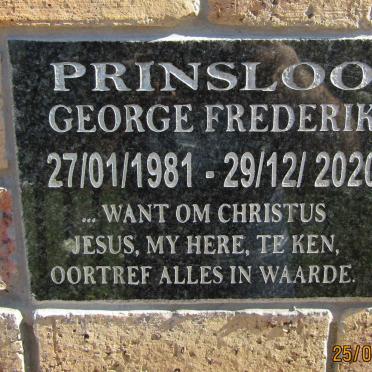 PRINSLOO
GEORGE FREDERIK
27/01/1981 - 29/12/ 2020
... WANT OM CHRISTUS
JESUS, MY HERE, TE KEN,
OORTREF ALLES IN WAARDE.